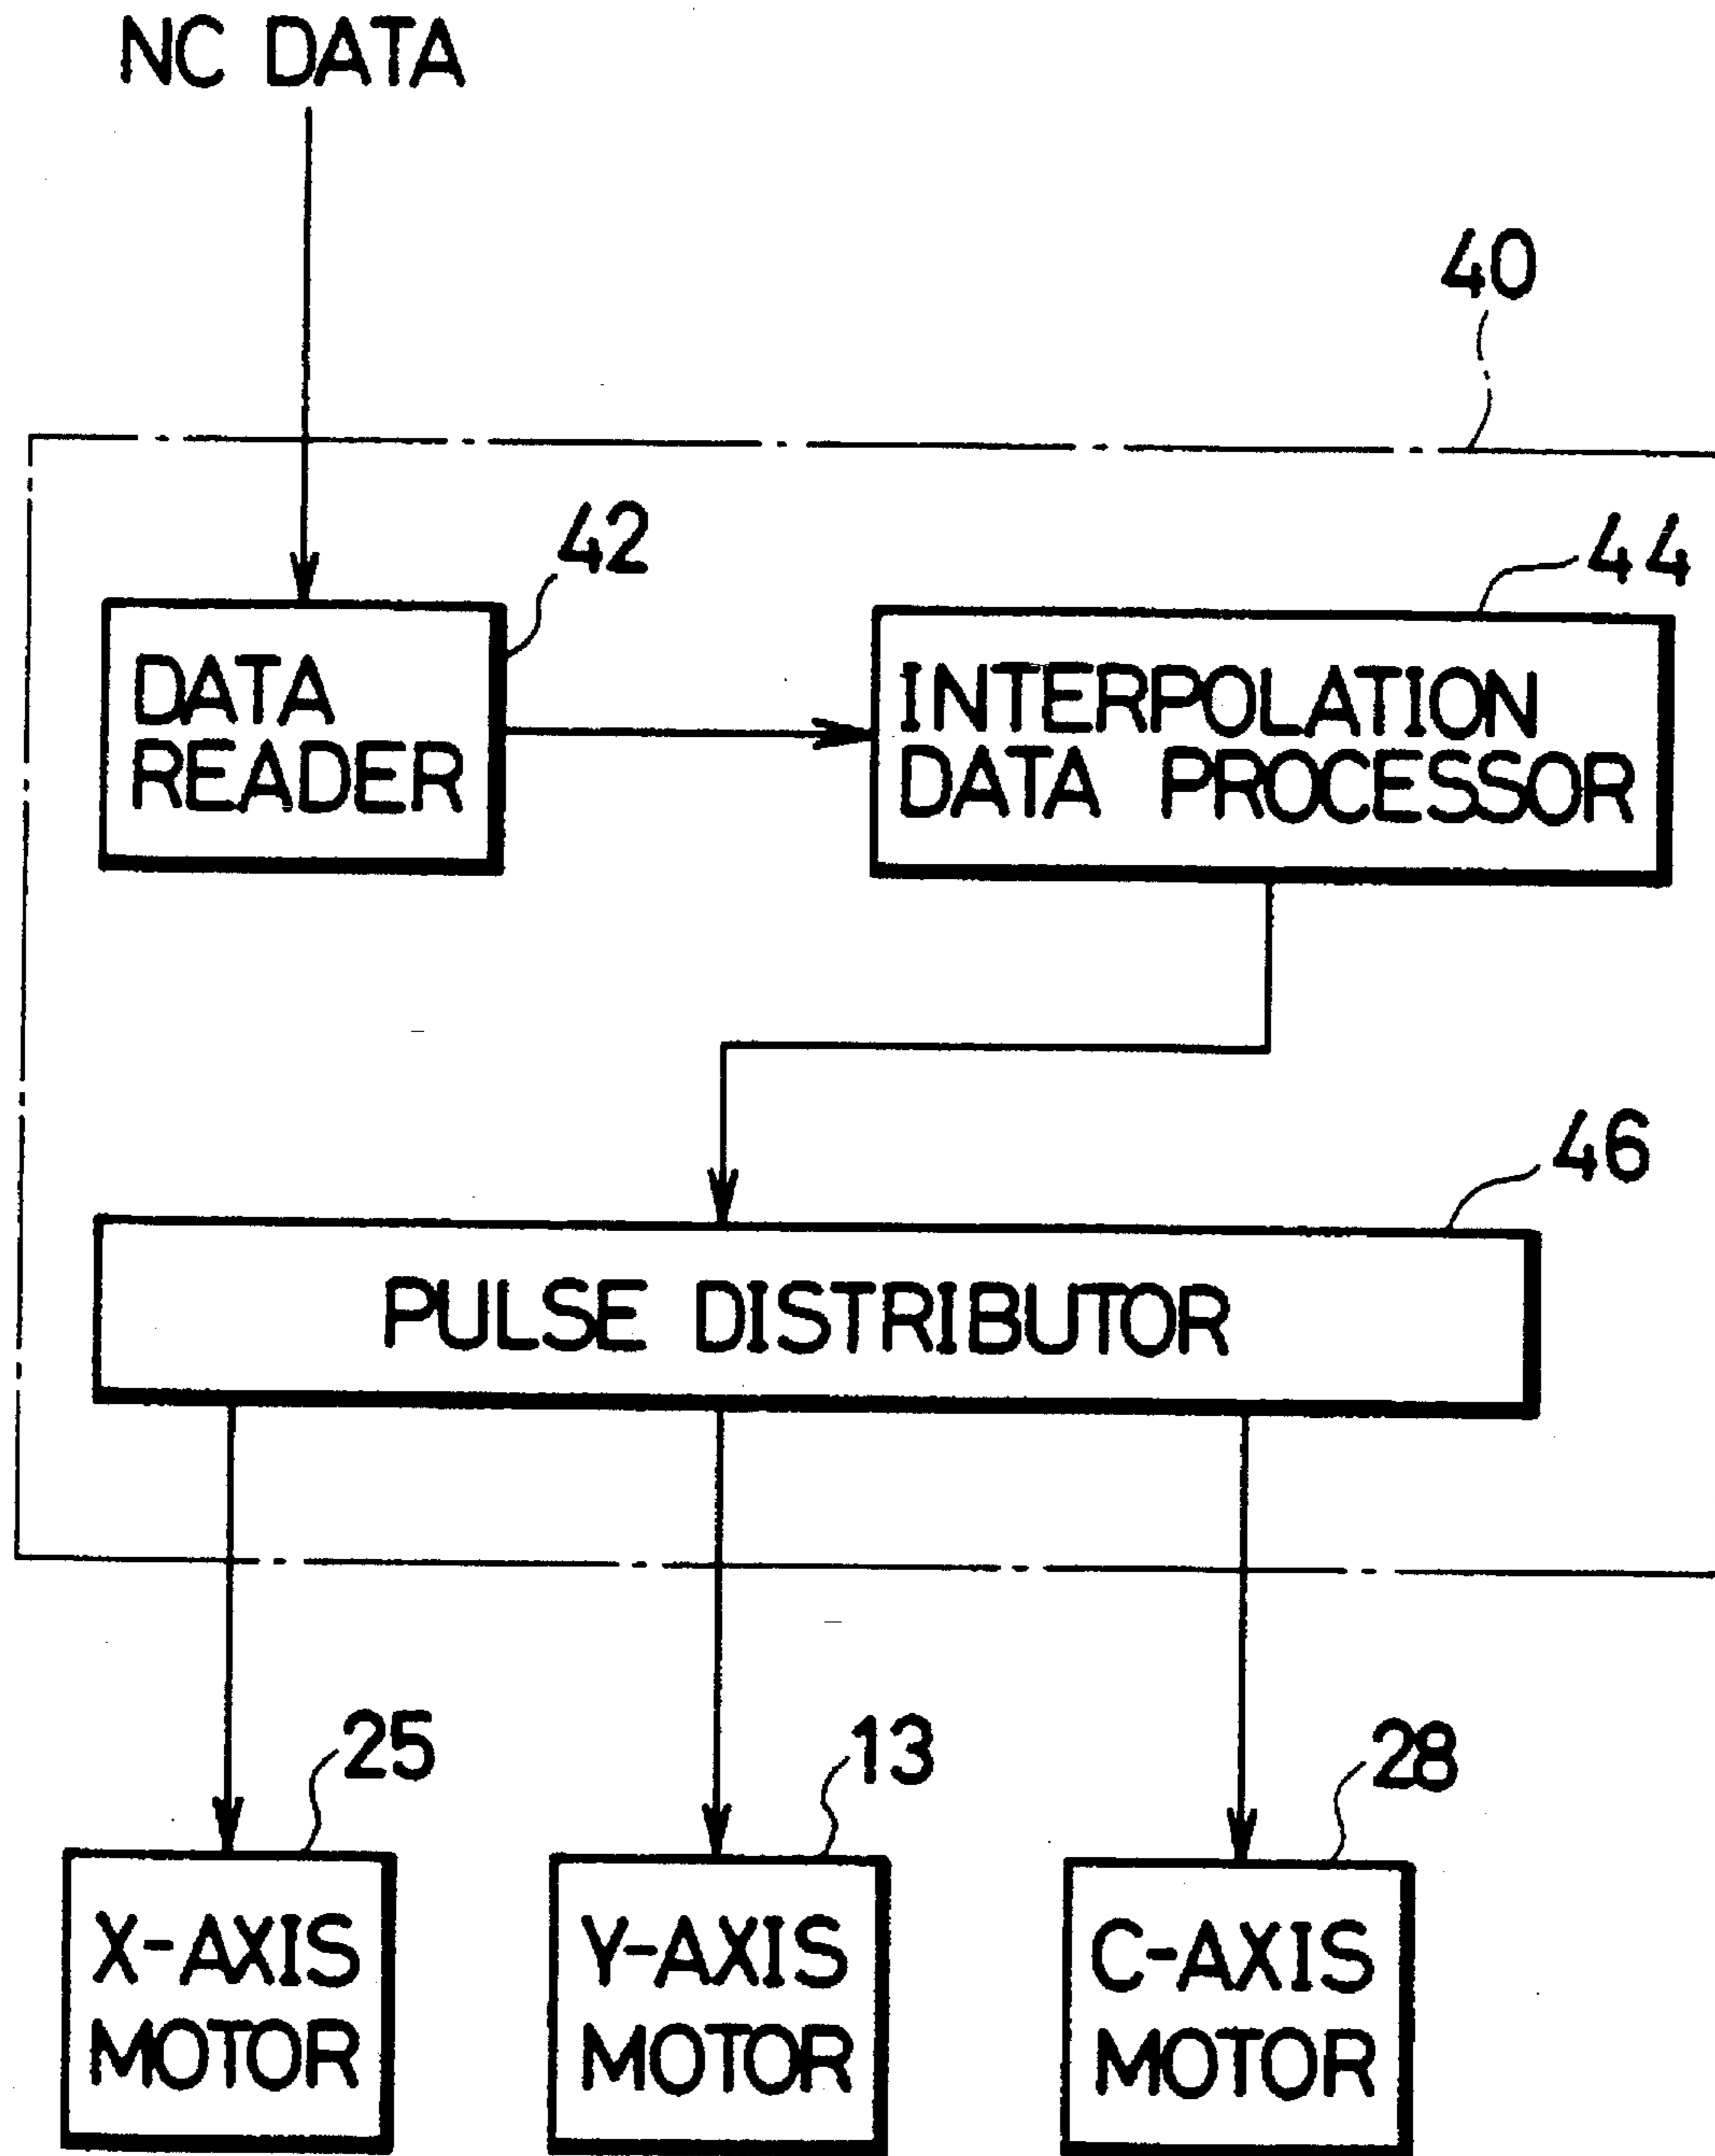 NC DATA
40
42
44
DATA
READER
INTERPOLATION
DATA PROCESSOR
46
PULSE DISTRIBUTOR
25
13
28
X-AXIS
MOTOR
Y-AXIS
MOTOR
C-AXIS
MOTOR